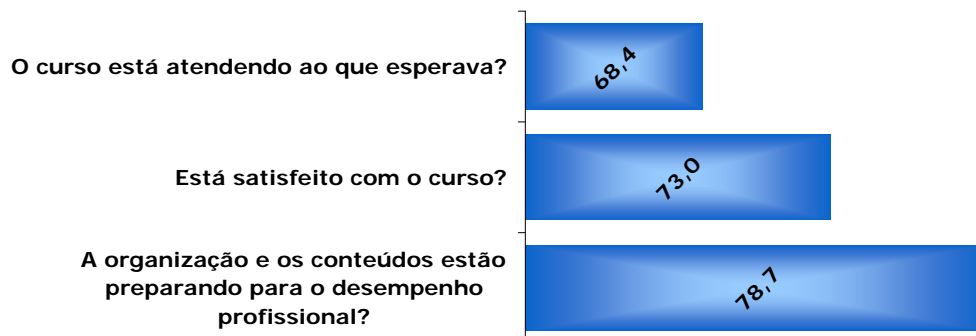 O curso está atendendo ao que esperava?
68,4
Está satisfeito com o curso?
73,0
A organização e os conteúdos estão
preparando para o desempenho
profissional?
78,7